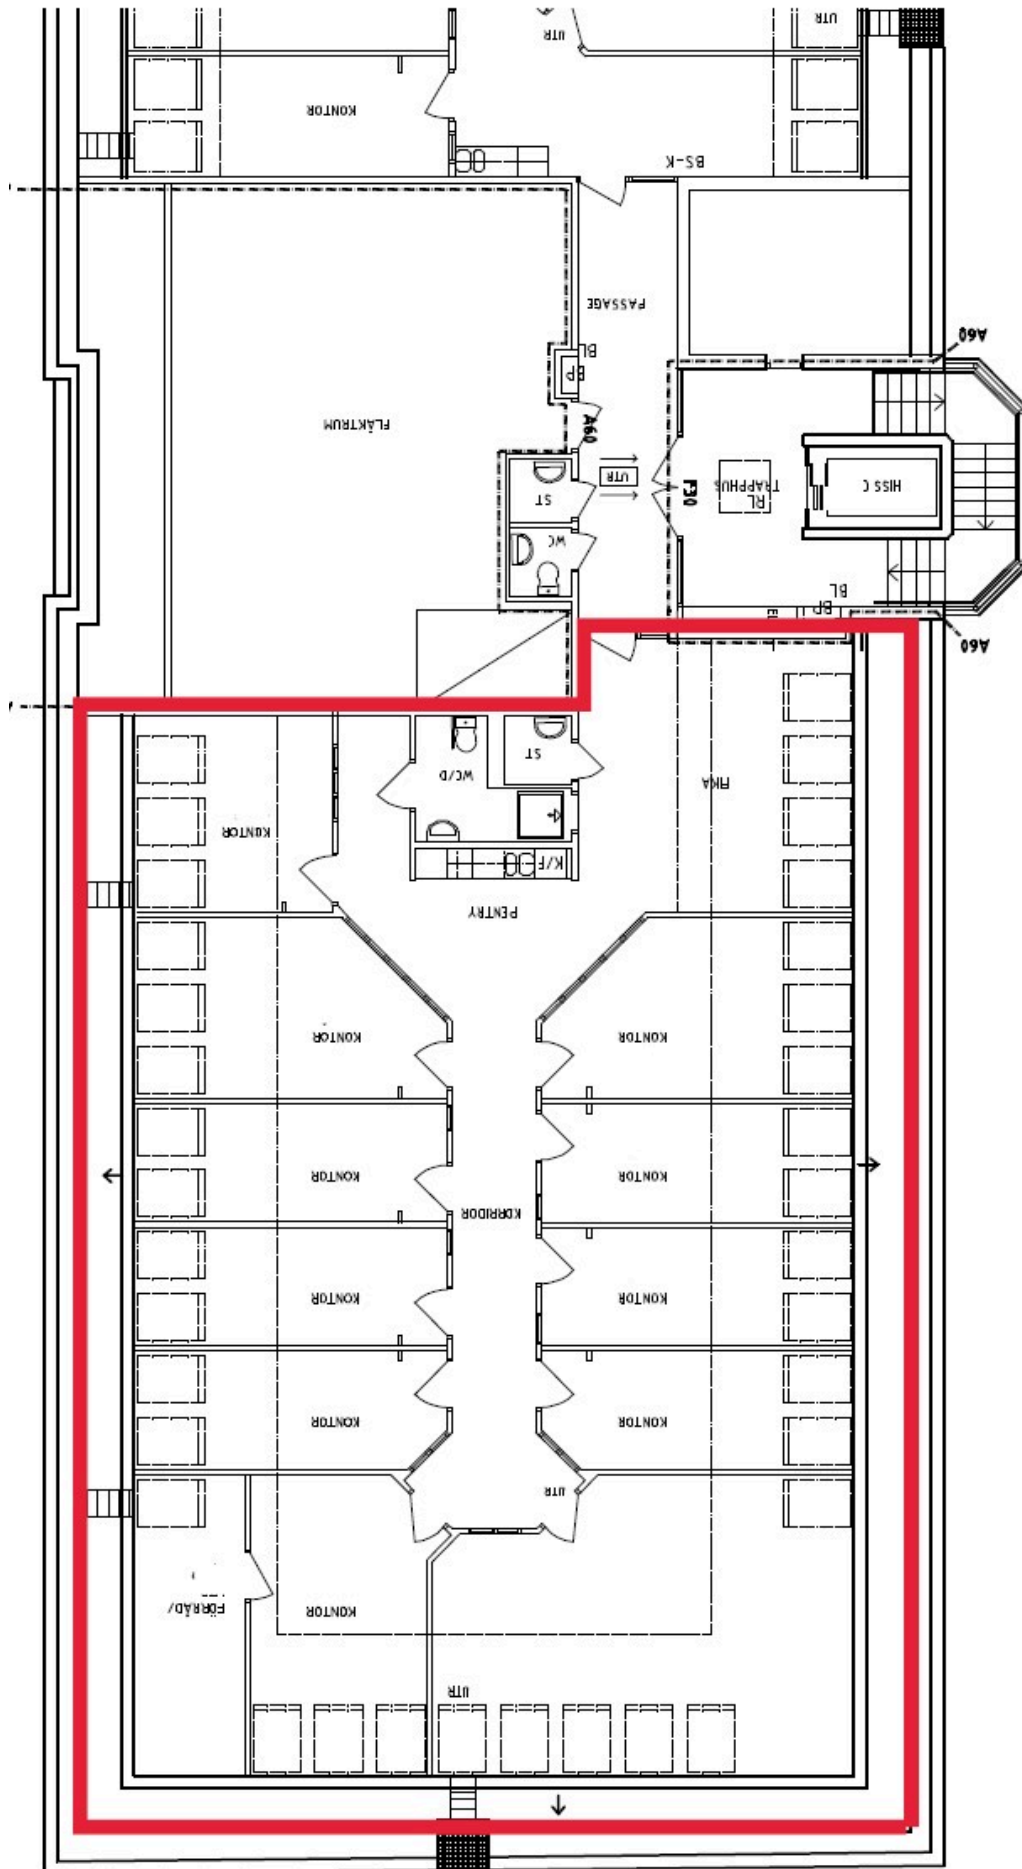 UTR
UTR
KONTOR
BS-K
PASSAGE
A60
BL
BP
FLÄKTRUM
A60
ST
UTR
F30
RL
TRAPPHUS
HISS C
WC
BL
BP
A60
ST
WC/D
FIKA
KONTOR
K/F
PENTRY
KONTOR
KONTOR
KONTOR
KONTOR
KORRIDOR
KONTOR
KONTOR
KONTOR
KONTOR
UTR
FÖRRÅD/
KONTOR
UTR